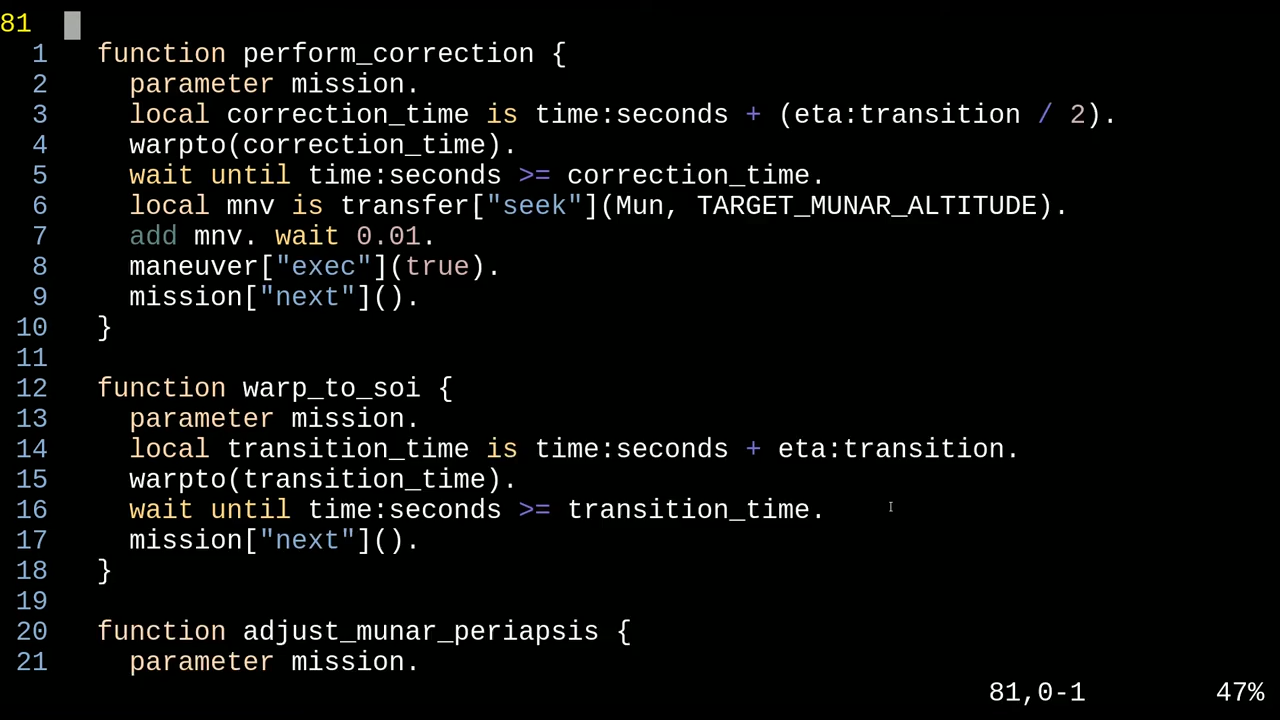 81
1 function perform_correction {
2 parameter mission.
3 local correction_time is time:seconds + (eta:transition / 2).
4 warpto(correction_time).
5 wait until time:seconds >= correction_time.
6 local mnv is transfer["seek"](Mun, TARGET_MUNAR_ALTITUDE).
7 add mnv. wait 0.01.
8 maneuver["exec"](true).
9 mission["next"]().
10 }
11
12 function warp_to_soi {
13 parameter mission.
14 local transition_time is time:seconds + eta:transition.
15 warpto(transition_time).
16 wait until time:seconds >= transition_time.
17 mission["next"]().
18 }
19
20 function adjust_munar_periapsis {
21 parameter mission.
81,0-1 47%